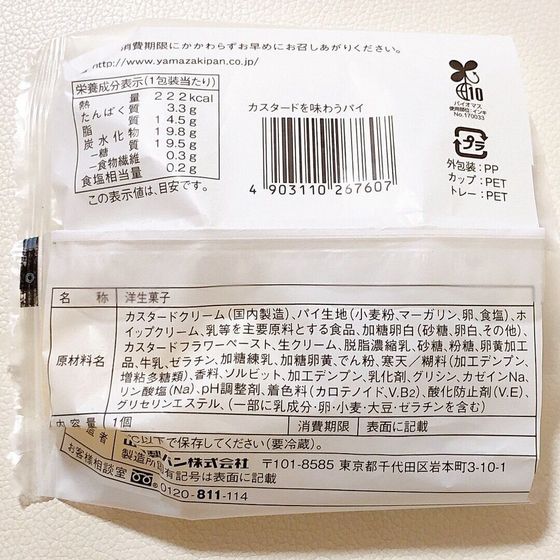 消費期限にかかわらずお早めにお召しあがりください。
http://www.yamazakipan.co.jp/
栄養成分表示(1包装当たり)
熱量 222kcal
たんぱく質 3.3g
脂質 14.5g
炭水化物 19.8g
－糖質 19.5g
－食物繊維 0.3g
食塩相当量 0.2g
この表示値は、目安です。
カスタードを味わうパイ
4 903110 267607
10
バイオマス
使用部位:インキ
No.170033
プラ
外包装:PP
カップ:PET
トレー:PET
名称 洋生菓子
原材料名 カスタードクリーム(国内製造)、パイ生地(小麦粉、マーガリン、卵、食塩)、ホ
イップクリーム、乳等を主要原料とする食品、加糖卵白(砂糖、卵白、その他)、
カスタードフラワーペースト、生クリーム、脱脂濃縮乳、砂糖、粉糖、卵黄加工
品、牛乳、ゼラチン、加糖練乳、加糖卵黄、でん粉、寒天／糊料(加工デンプン、
増粘多糖類)、香料、ソルビット、加工デンプン、乳化剤、グリシン、カゼインNa、
リン酸塩(Na)、pH調整剤、着色料(カロテノイド、V.B₂)、酸化防止剤(V.E)、
グリセリンエステル、(一部に乳成分・卵・小麦・大豆・ゼラチンを含む)
内容量 1個 消費期限 表面に記載
以下で保存してください(要冷蔵)。
造者 パン株式会社 〒101-8585 東京都千代田区岩本町3-10-1
製造所固有記号は表面に記載
お客様相談室 0120-811-114